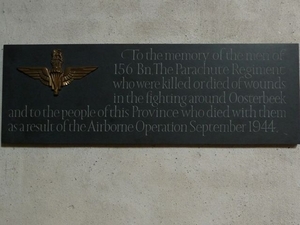 To the memory of the men of
156 Bn. The Parachute Regiment
who were killed or died of wounds
in the fighting around Oosterbeek
and to the people of this Province who died with them
as a result of the Airborne Operation September 1944.